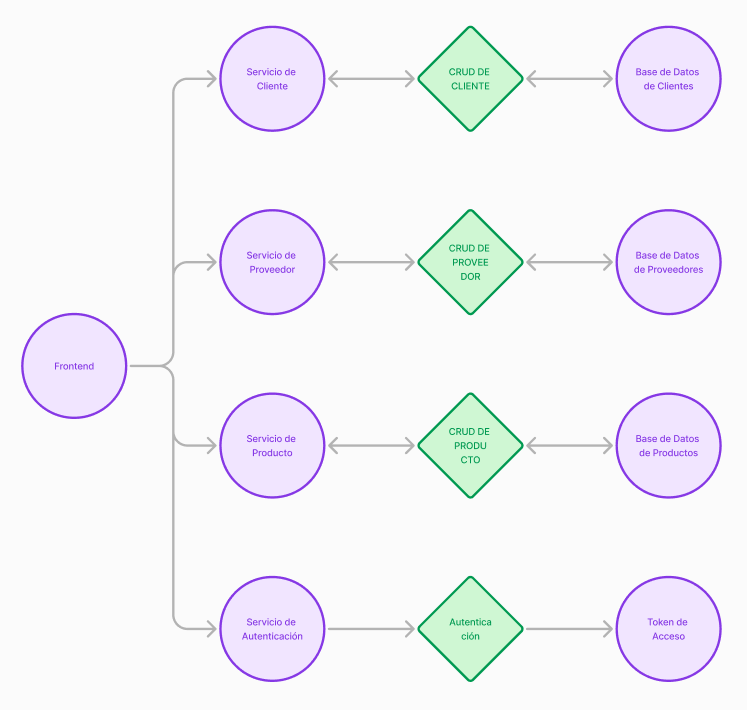 Servicio de
Cliente
CRUD DE
CLIENTE
Base de Datos
de Clientes
Servicio de
Proveedor
CRUD DE
PROVEE
DOR
Base de Datos
de Proveedores
Frontend
Servicio de
Producto
CRUD DE
PRODU
CTO
Base de Datos
de Productos
Servicio de
Autenticación
Autentica
ción
Token de
Acceso